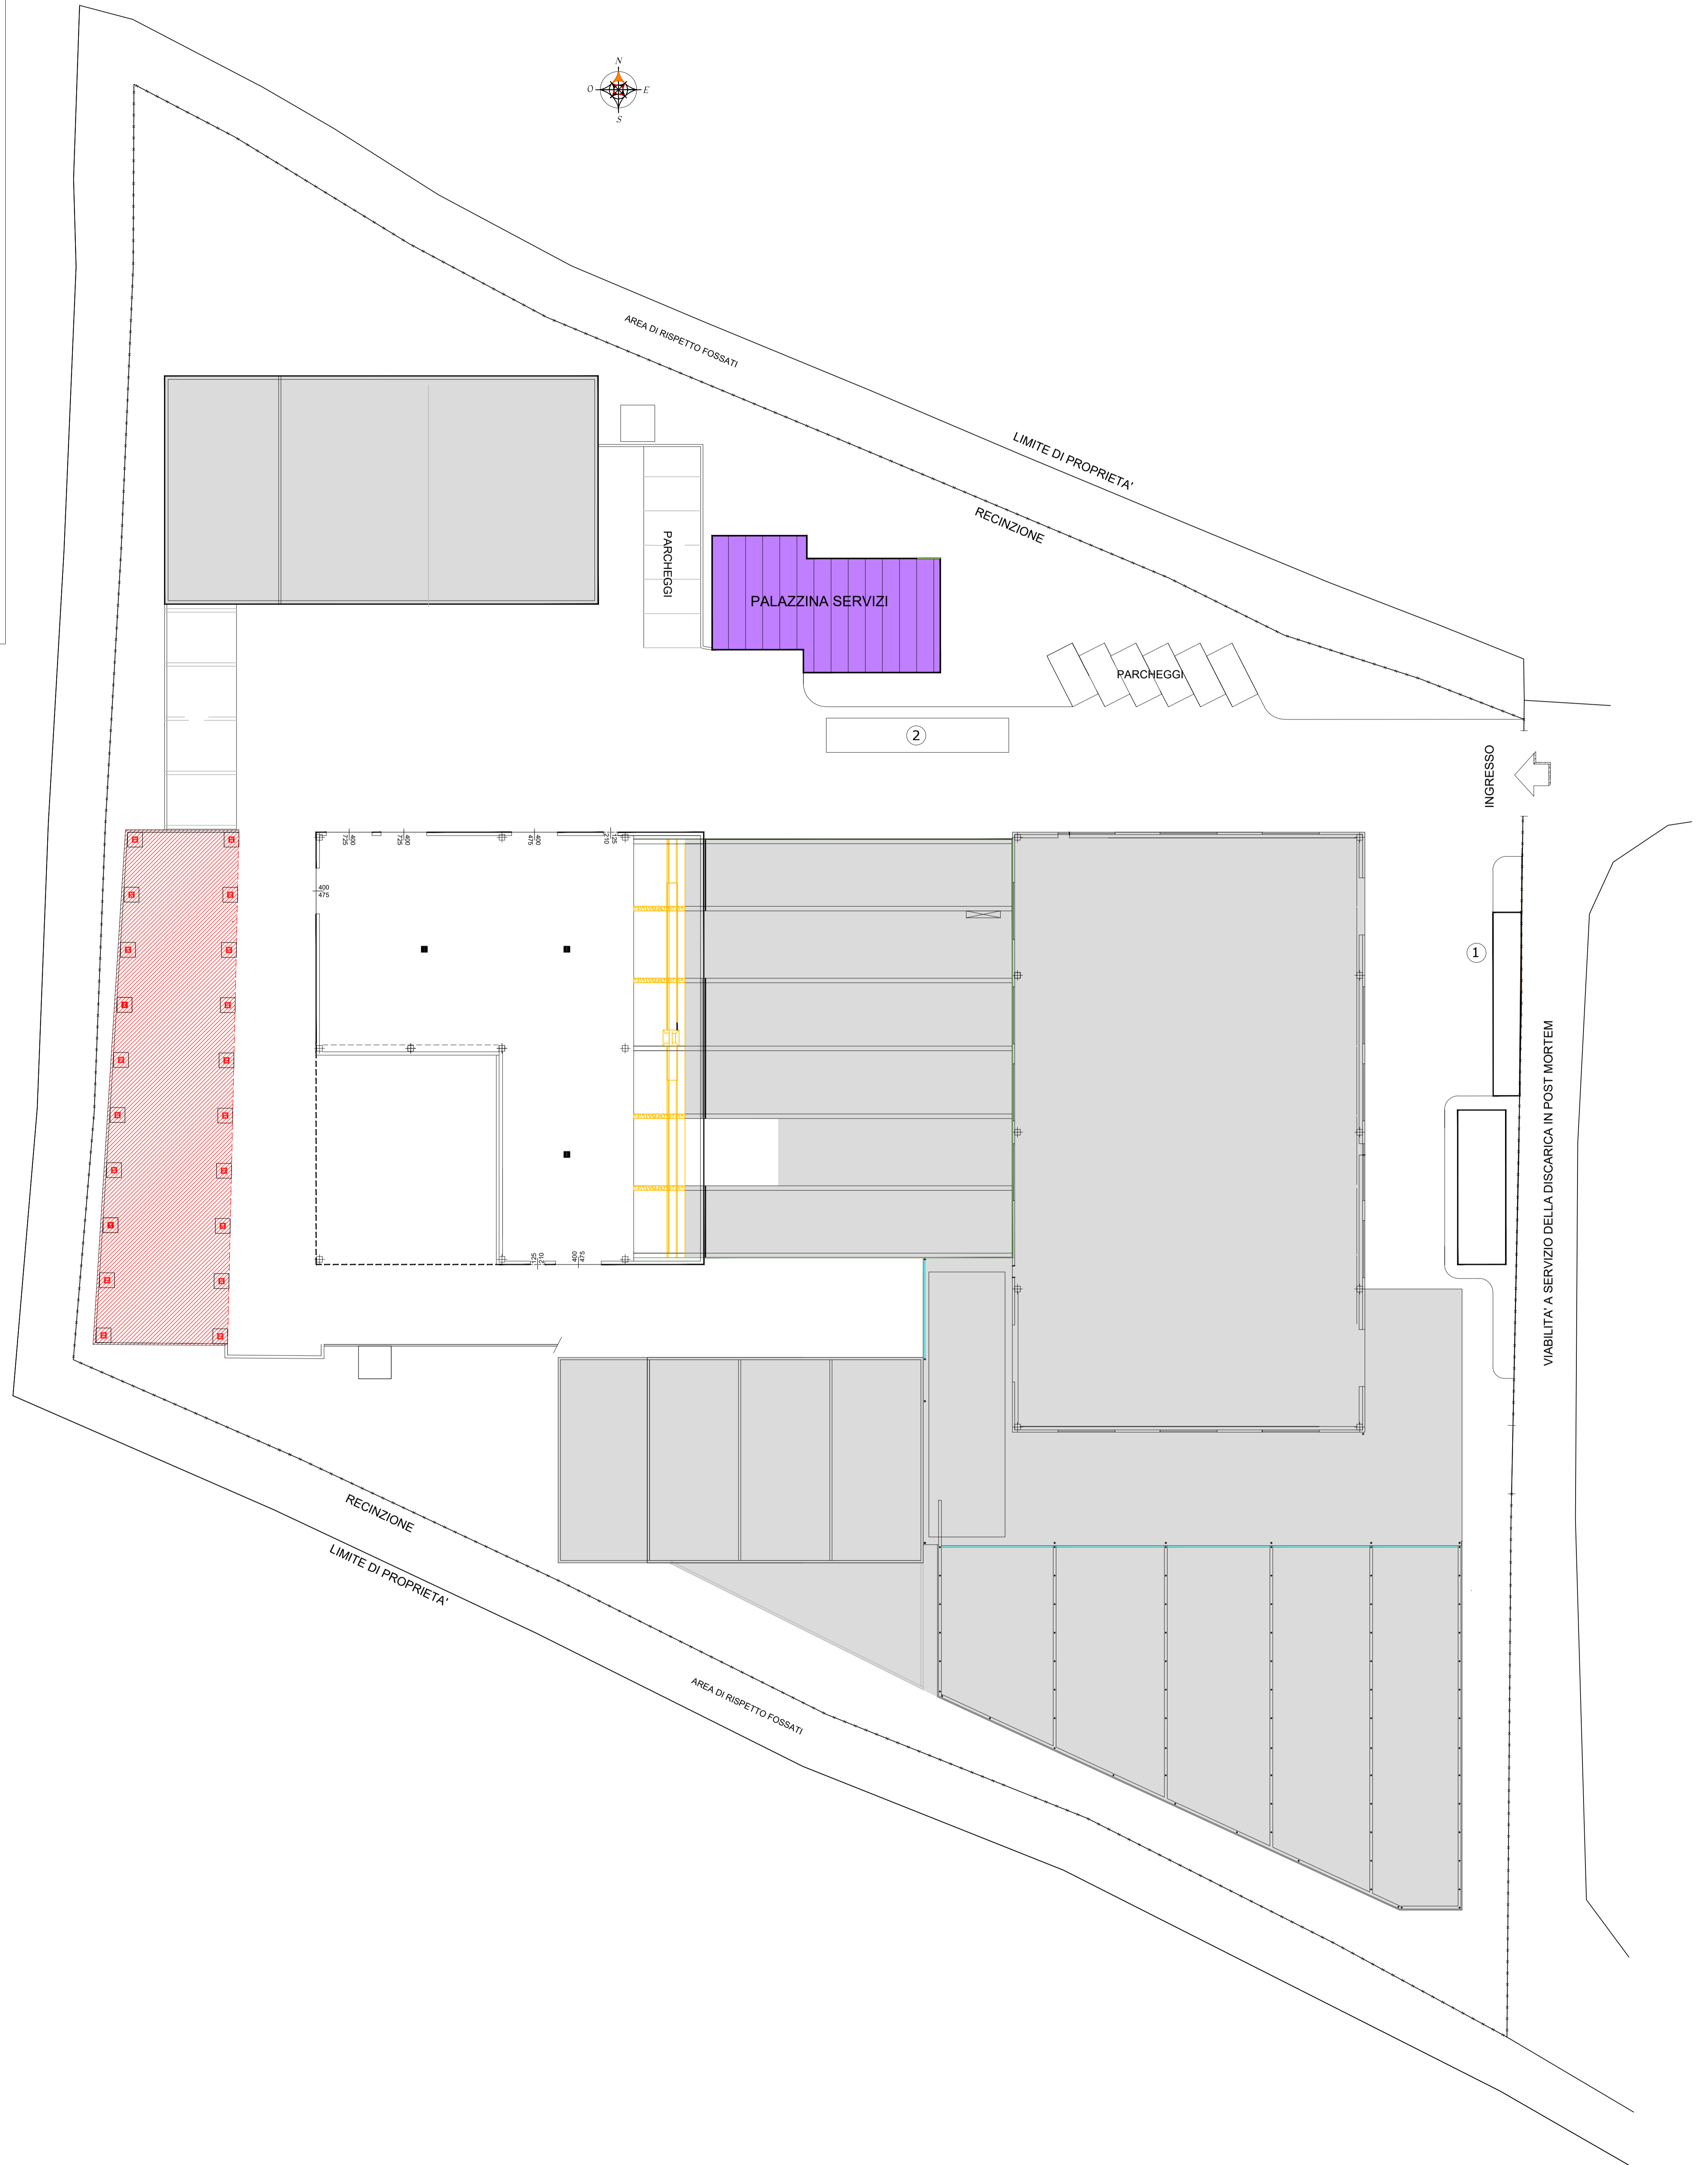 N
O
E
S
AREA DI RISPETTO FOSSATI
LIMITE DI PROPRIETA'
RECINZIONE
PARCHEGGI
PALAZZINA SERVIZI
PARCHEGGI
2
INGRESSO
400
725
400
725
400
475
125
210
400
475
1
VIABILITA' A SERVIZIO DELLA DISCARICA IN POST MORTEM
125
210
400
475
RECINZIONE
LIMITE DI PROPRIETA'
AREA DI RISPETTO FOSSATI